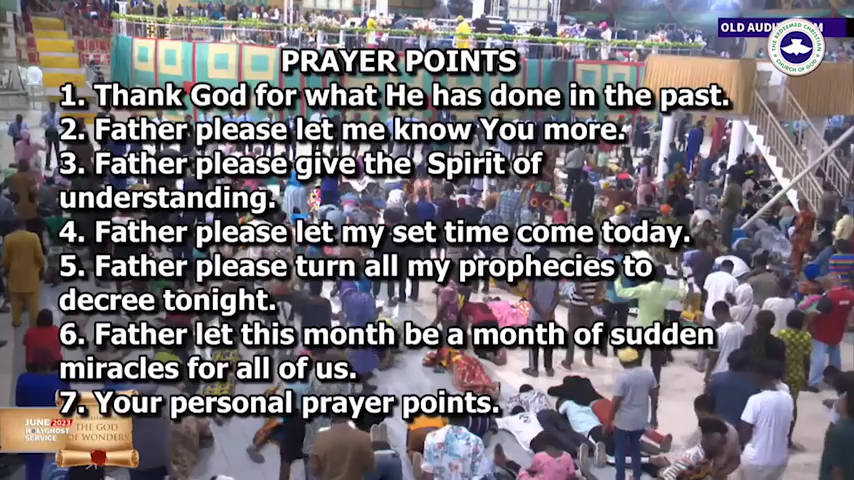 OLD AUDI M
THE REDEEMED CHRISTIAN
CHURCH OF GOD
PRAYER POINTS
1. Thank God for what He has done in the past.
2. Father please let me know You more.
3. Father please give the Spirit of
understanding.
4. Father please let my set time come today.
5. Father please turn all my prophecies to
decree tonight.
6. Father let this month be a month of sudden
miracles for all of us.
7. Your personal prayer points.
JUNE 2023
HOLYGHOST
SERVICE
THE GOD
OF WONDERS